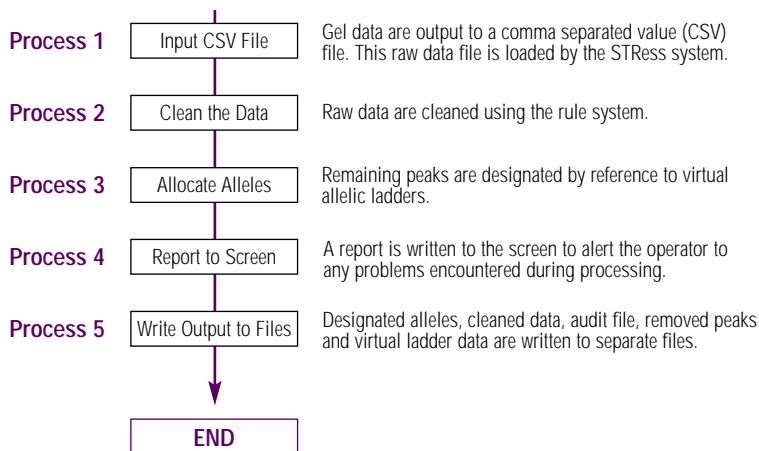 Process 1
Input CSV File
Gel data are output to a comma separated value (CSV)
file. This raw data file is loaded by the STRess system.
Process 2
Clean the Data
Raw data are cleaned using the rule system.
Process 3
Allocate Alleles
Remaining peaks are designated by reference to virtual
allelic ladders.
Process 4
Report to Screen
A report is written to the screen to alert the operator to
any problems encountered during processing.
Process 5
Write Output to Files
Designated alleles, cleaned data, audit file, removed peaks
and virtual ladder data are written to separate files.
END